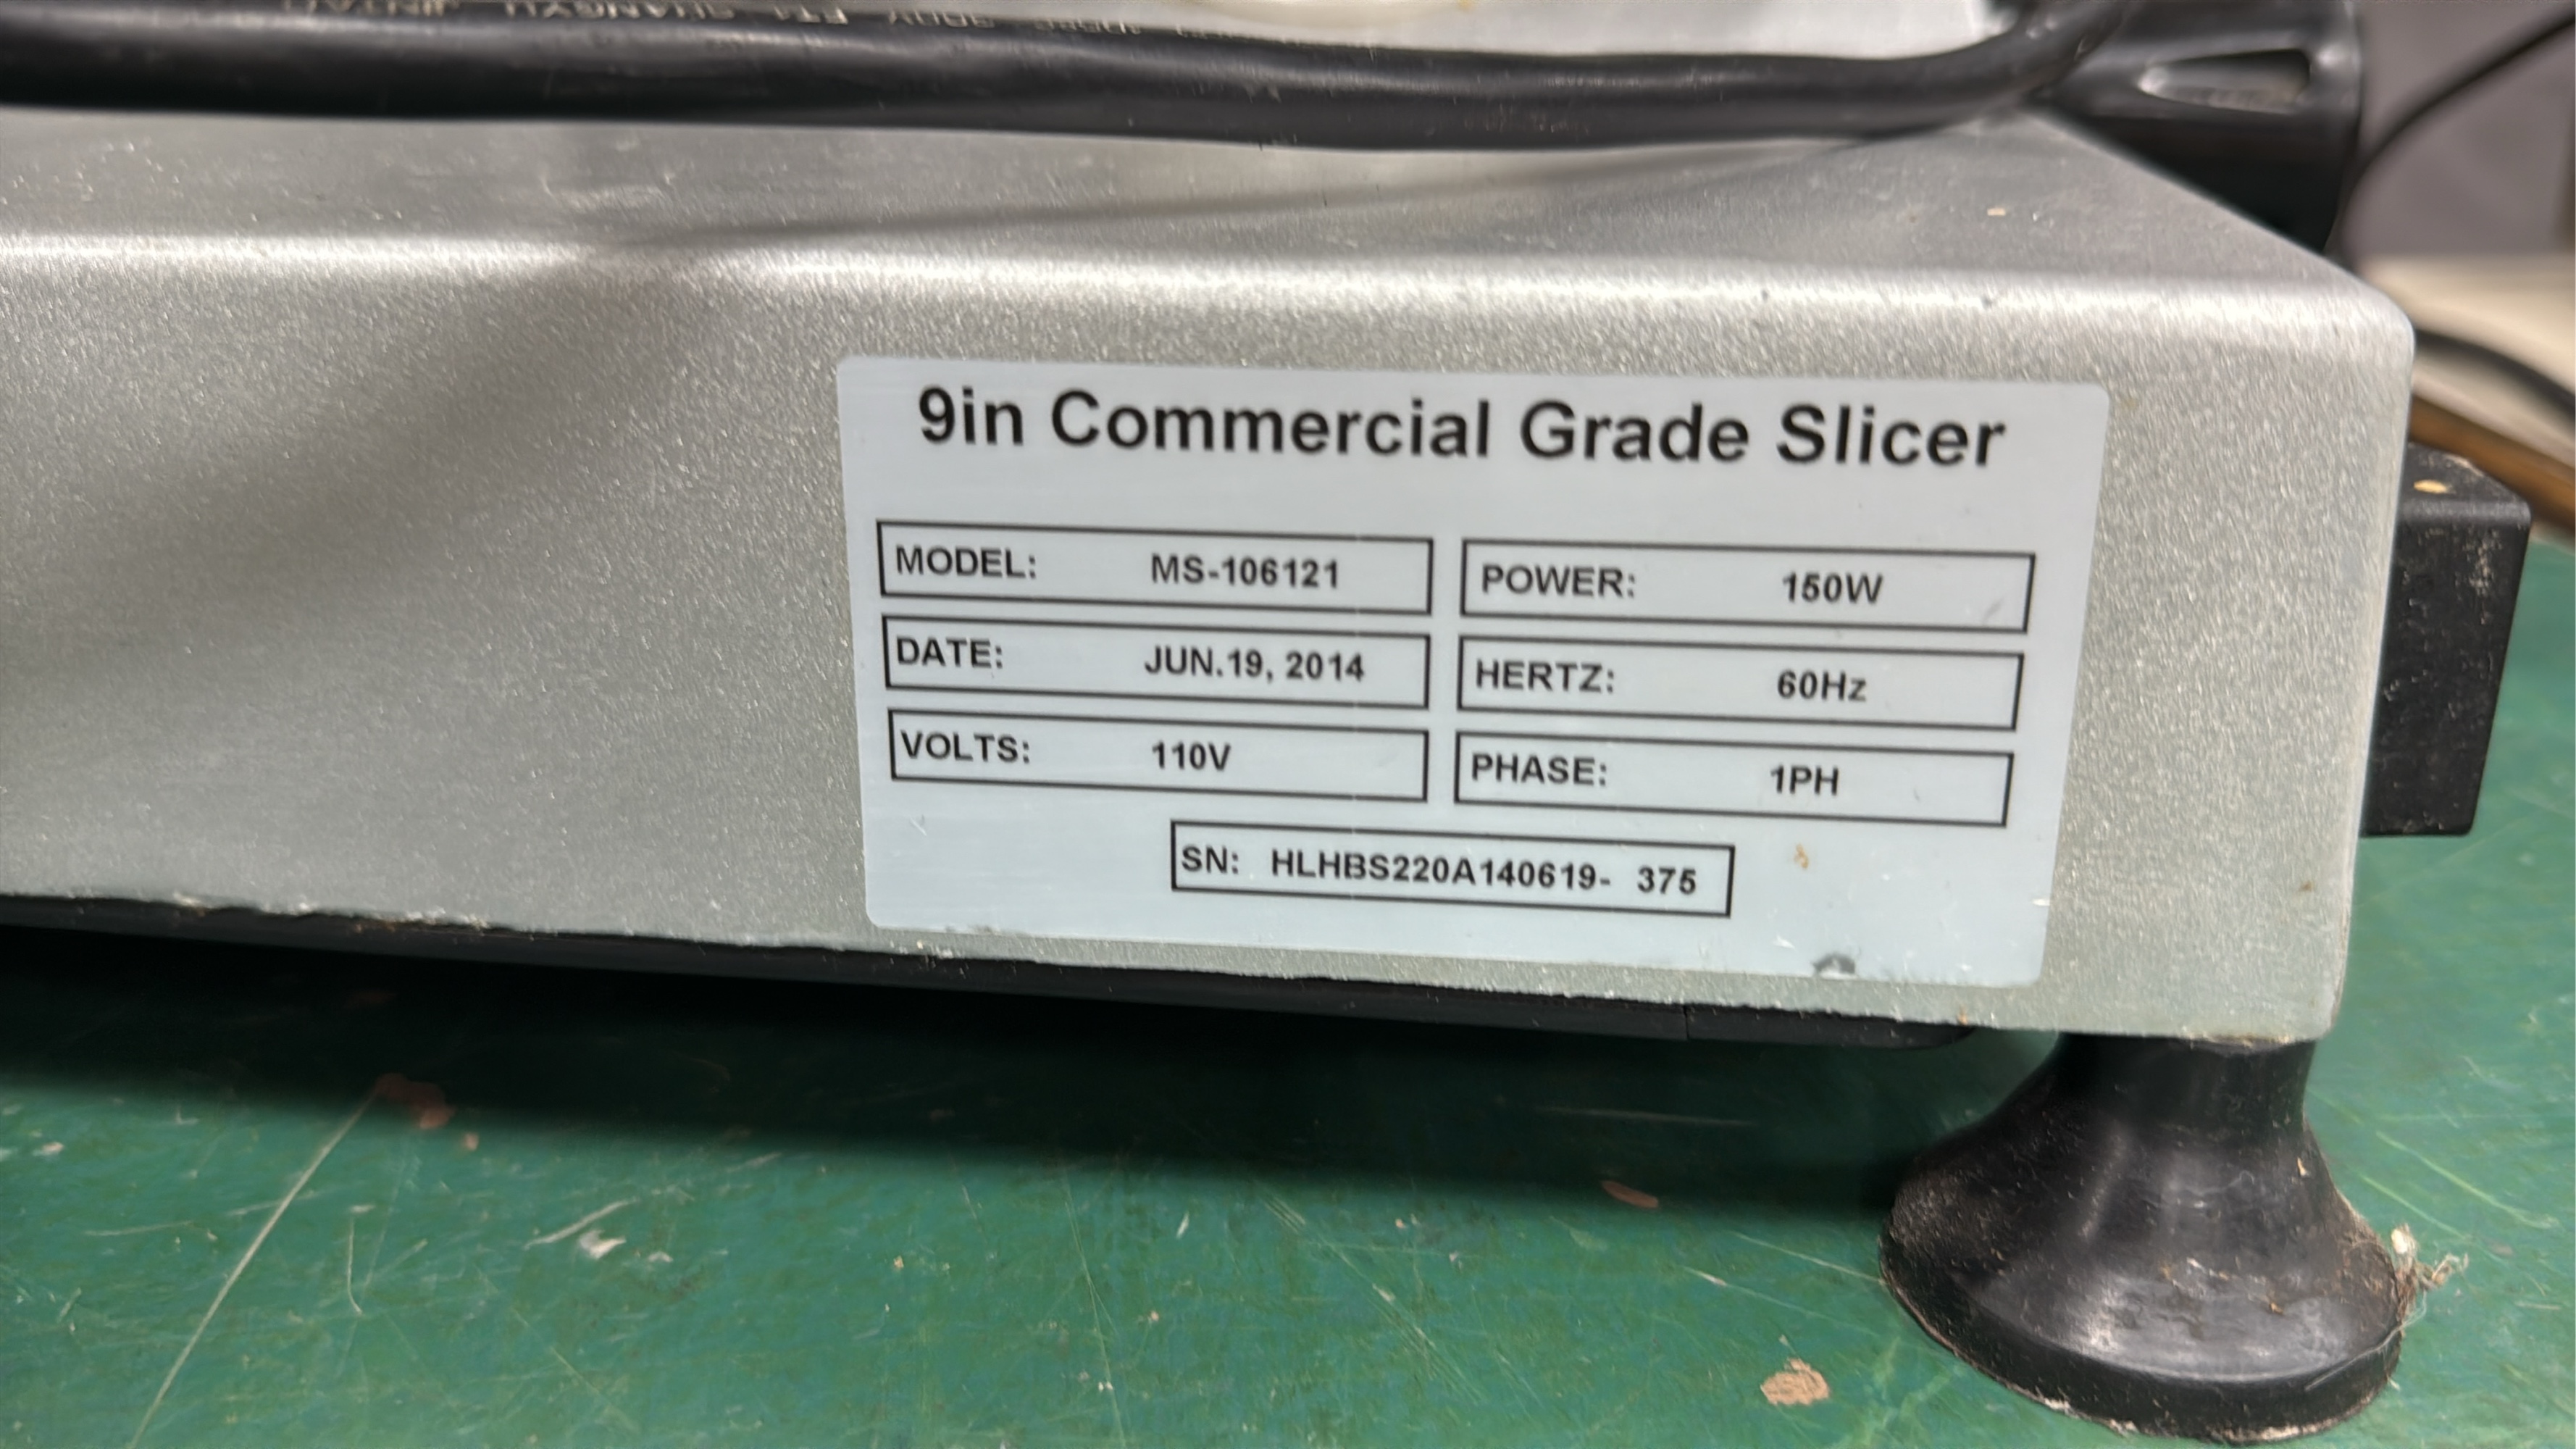 9in Commercial Grade Slicer
MODEL: MS-106121
POWER: 150W
DATE: JUN.19, 2014
HERTZ: 60Hz
VOLTS: 110V
PHASE: 1PH
SN: HLHBS220A140619- 375